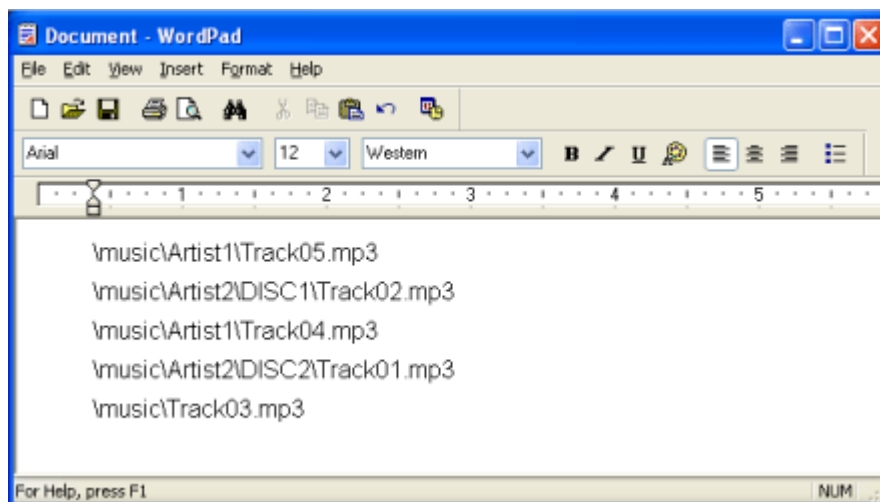 Document - WordPad
File Edit View Insert Format Help
Arial 12 Western B U
1 2 3 4 5
\music\Artist1\Track05.mp3
\music\Artist2\DISC1\Track02.mp3
\music\Artist1\Track04.mp3
\music\Artist2\DISC2\Track01.mp3
\music\Track03.mp3
For Help, press F1 NUM